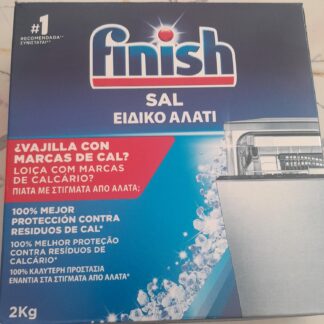 #1
RECOMENDADA*
ΣΥΝΙΣΤΑΤΑΙ**
finish
SAL
ΕΙΔΙΚΟ ΑΛΑΤΙ
¿VAJILLA CON
MARCAS DE CAL?
LOIÇA COM MARCAS
DE CALCÁRIO?
ΠΙΑΤΑ ΜΕ ΣΤΙΓΜΑΤΑ ΑΠΟ ΑΛΑΤΑ;
100% MEJOR
PROTECCIÓN CONTRA
RESIDUOS DE CAL*
100% MELHOR PROTEÇÃO
CONTRA RESÍDUOS DE
CALCÁRIO*
100% ΚΑΛΥΤΕΡΗ ΠΡΟΣΤΑΣΙΑ
ΕΝΑΝΤΙΑ ΣΤΑ ΣΤΙΓΜΑΤΑ ΑΠΟ ΑΛΑΤΑ*
2Kg